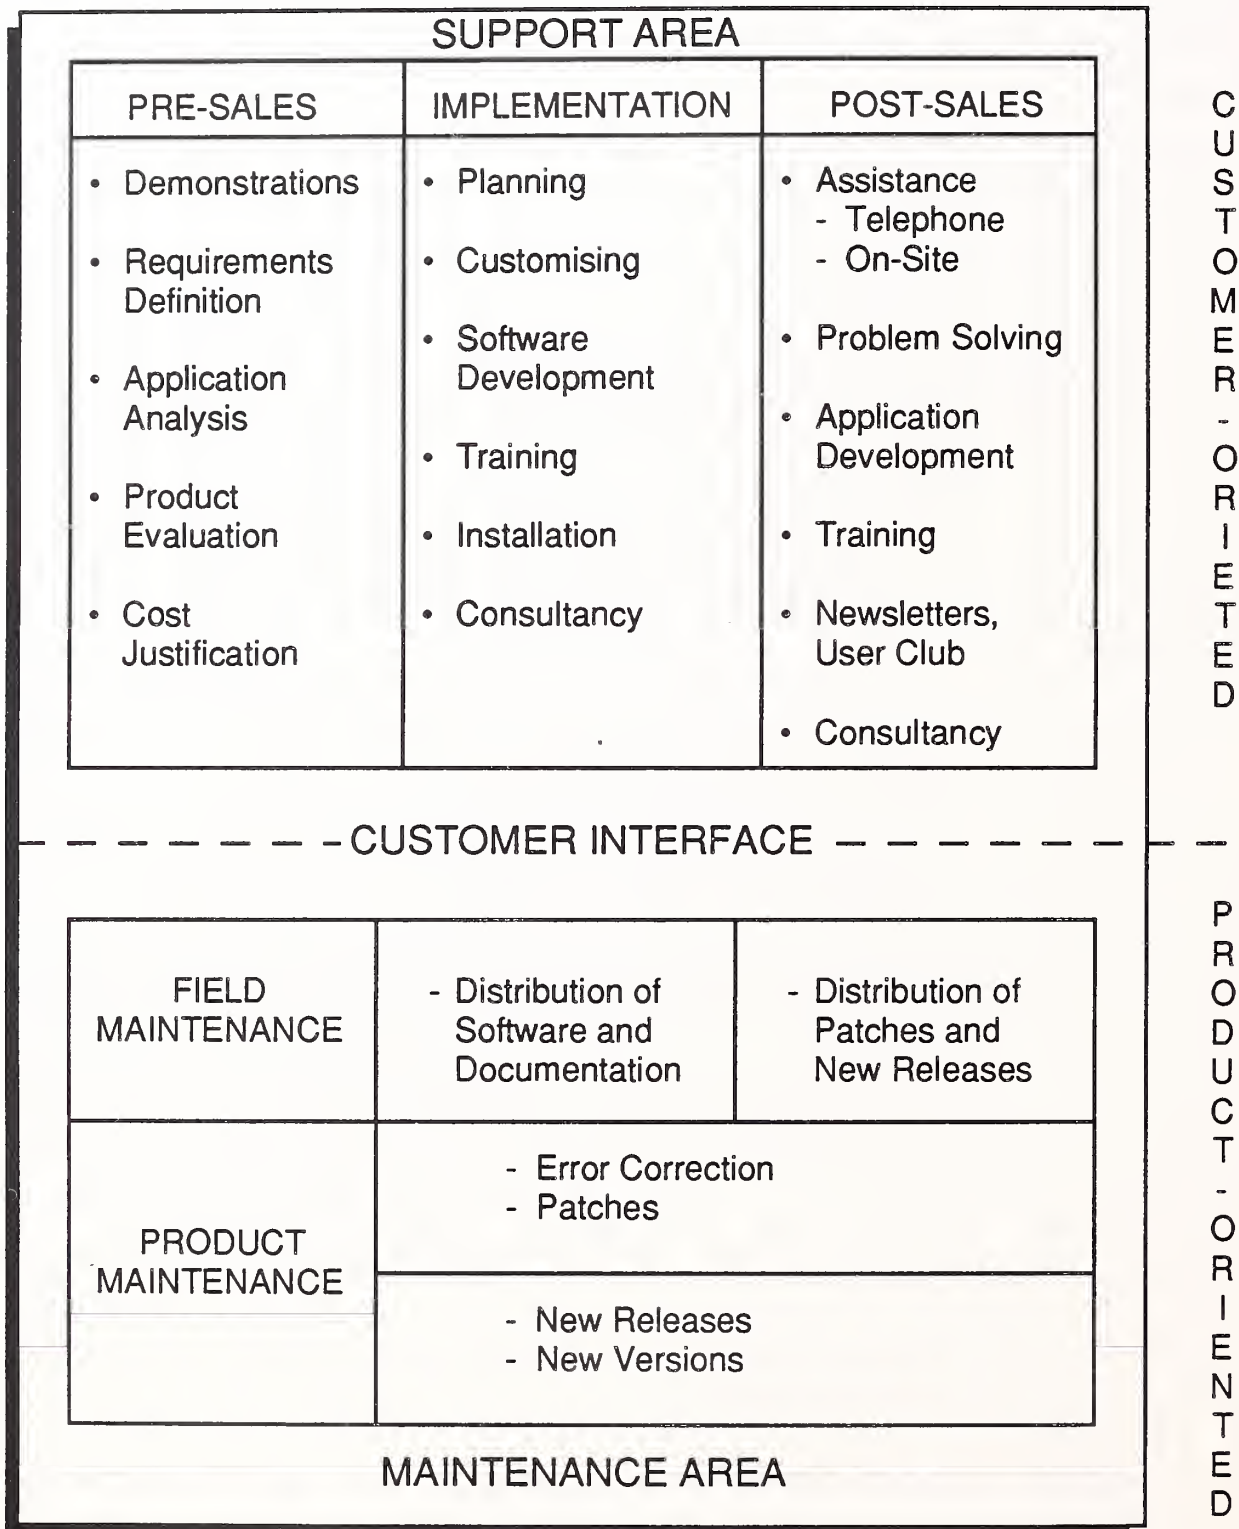 SUPPORT AREA
PRE-SALES
• Demonstrations
• Requirements
Definition
• Application
Analysis
• Product
Evaluation
• Cost
Justification
IMPLEMENTATION
• Planning
• Customising
• Software
Development
• Training
• Installation
• Consultancy
POST-SALES
• Assistance
- Telephone
- On-Site
• Problem Solving
• Application
Development
• Training
• Newsletters,
User Club
• Consultancy
CUSTOMER-ORIETED
CUSTOMER INTERFACE
FIELD
MAINTENANCE
- Distribution of
Software and
Documentation
- Distribution of
Patches and
New Releases
PRODUCT
MAINTENANCE
- Error Correction
- Patches
- New Releases
- New Versions
MAINTENANCE AREA
PRODUCT-ORIENTED